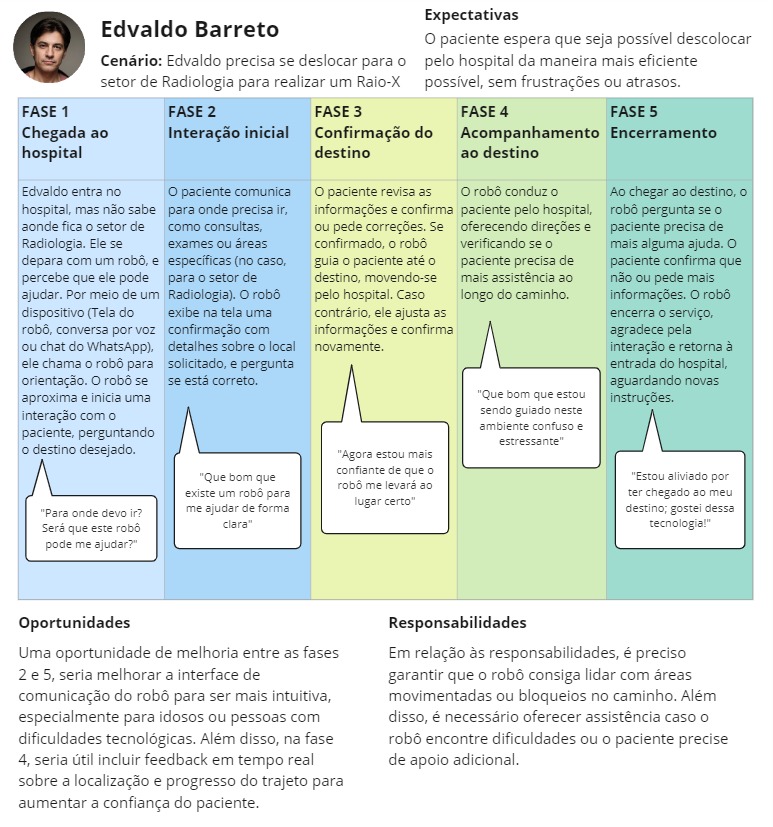 Edvaldo Barreto
Cenário: Edvaldo precisa se deslocar para o
setor de Radiologia para realizar um Raio-X
Expectativas
O paciente espera que seja possível descolocar
pelo hospital da maneira mais eficiente
possível, sem frustrações ou atrasos.
FASE 1
Chegada ao
hospital
Edvaldo entra no
hospital, mas não sabe
aonde fica o setor de
Radiologia. Ele se
depara com um robô, e
percebe que ele pode
ajudar. Por meio de um
dispositivo (Tela do
robô, conversa por voz
ou chat do WhatsApp),
ele chama o robô para
orientação. O robô se
aproxima e inicia uma
interação com o
paciente, perguntando
o destino desejado.
"Para onde devo ir?
Será que este robô
pode me ajudar?"
FASE 2
Interação inicial
O paciente comunica
para onde precisa ir,
como consultas,
exames ou áreas
específicas (no caso,
para o setor de
Radiologia). O robô
exibe na tela uma
confirmação com
detalhes sobre o local
solicitado, e pergunta
se está correto.
"Que bom que
existe um robô para
me ajudar de forma
clara"
FASE 3
Confirmação do
destino
O paciente revisa as
informações e confirma
ou pede correções. Se
confirmado, o robô
guia o paciente até o
destino, movendo-se
pelo hospital. Caso
contrário, ele ajusta as
informações e confirma
novamente.
"Agora estou mais
confiante de que o
robô me levará ao
lugar certo"
FASE 4
Acompanhamento
ao destino
O robô conduz o
paciente pelo hospital,
oferecendo direções e
verificando se o
paciente precisa de
mais assistência ao
longo do caminho.
"Que bom que estou
sendo guiado neste
ambiente confuso e
estressante"
FASE 5
Encerramento
Ao chegar ao destino, o
robô pergunta se o
paciente precisa de
mais alguma ajuda. O
paciente confirma que
não ou pede mais
informações. O robô
encerra o serviço,
agradece pela
interação e retorna à
entrada do hospital,
aguardando novas
instruções.
"Estou aliviado por
ter chegado ao meu
destino; gostei dessa
tecnologia!"
Oportunidades
Uma oportunidade de melhoria entre as fases
2 e 5, seria melhorar a interface de
comunicação do robô para ser mais intuitiva,
especialmente para idosos ou pessoas com
dificuldades tecnológicas. Além disso, na fase
4, seria útil incluir feedback em tempo real
sobre a localização e progresso do trajeto para
aumentar a confiança do paciente.
Responsabilidades
Em relação às responsabilidades, é preciso
garantir que o robô consiga lidar com áreas
movimentadas ou bloqueios no caminho. Além
disso, é necessário oferecer assistência caso o
robô encontre dificuldades ou o paciente precise
de apoio adicional.